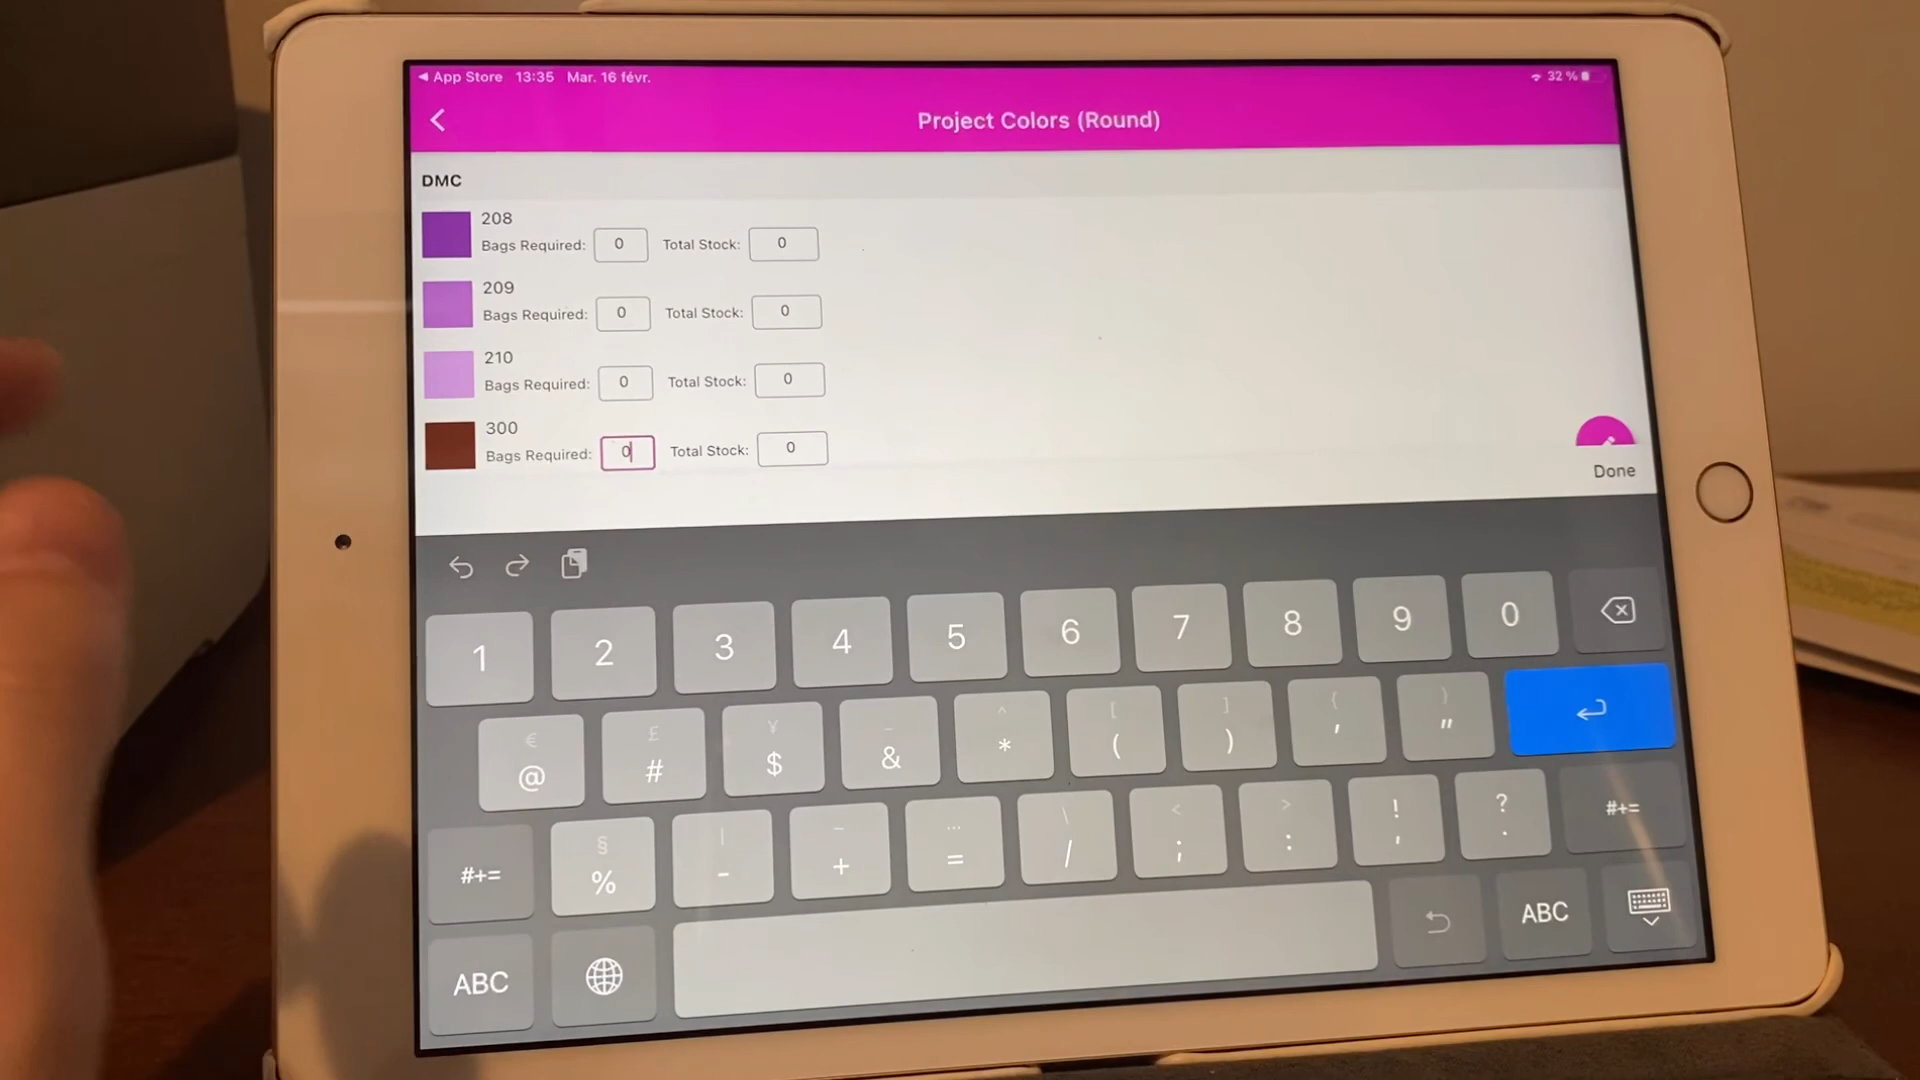 ◀ App Store 13:35 Mar. 16 févr. 32 %
Project Colors (Round)
DMC
208
Bags Required: 0 Total Stock: 0
209
Bags Required: 0 Total Stock: 0
210
Bags Required: 0 Total Stock: 0
300
Bags Required: 0 Total Stock: 0
Done
1 2 3 4 5 6 7 8 9 0
€ £ ¥ _ ^ [ ] { }
@ # $ & * ( ) ' "
§ | ~ … \ < > ! ?
#+= % - + = / ; : , . #+=
ABC ABC